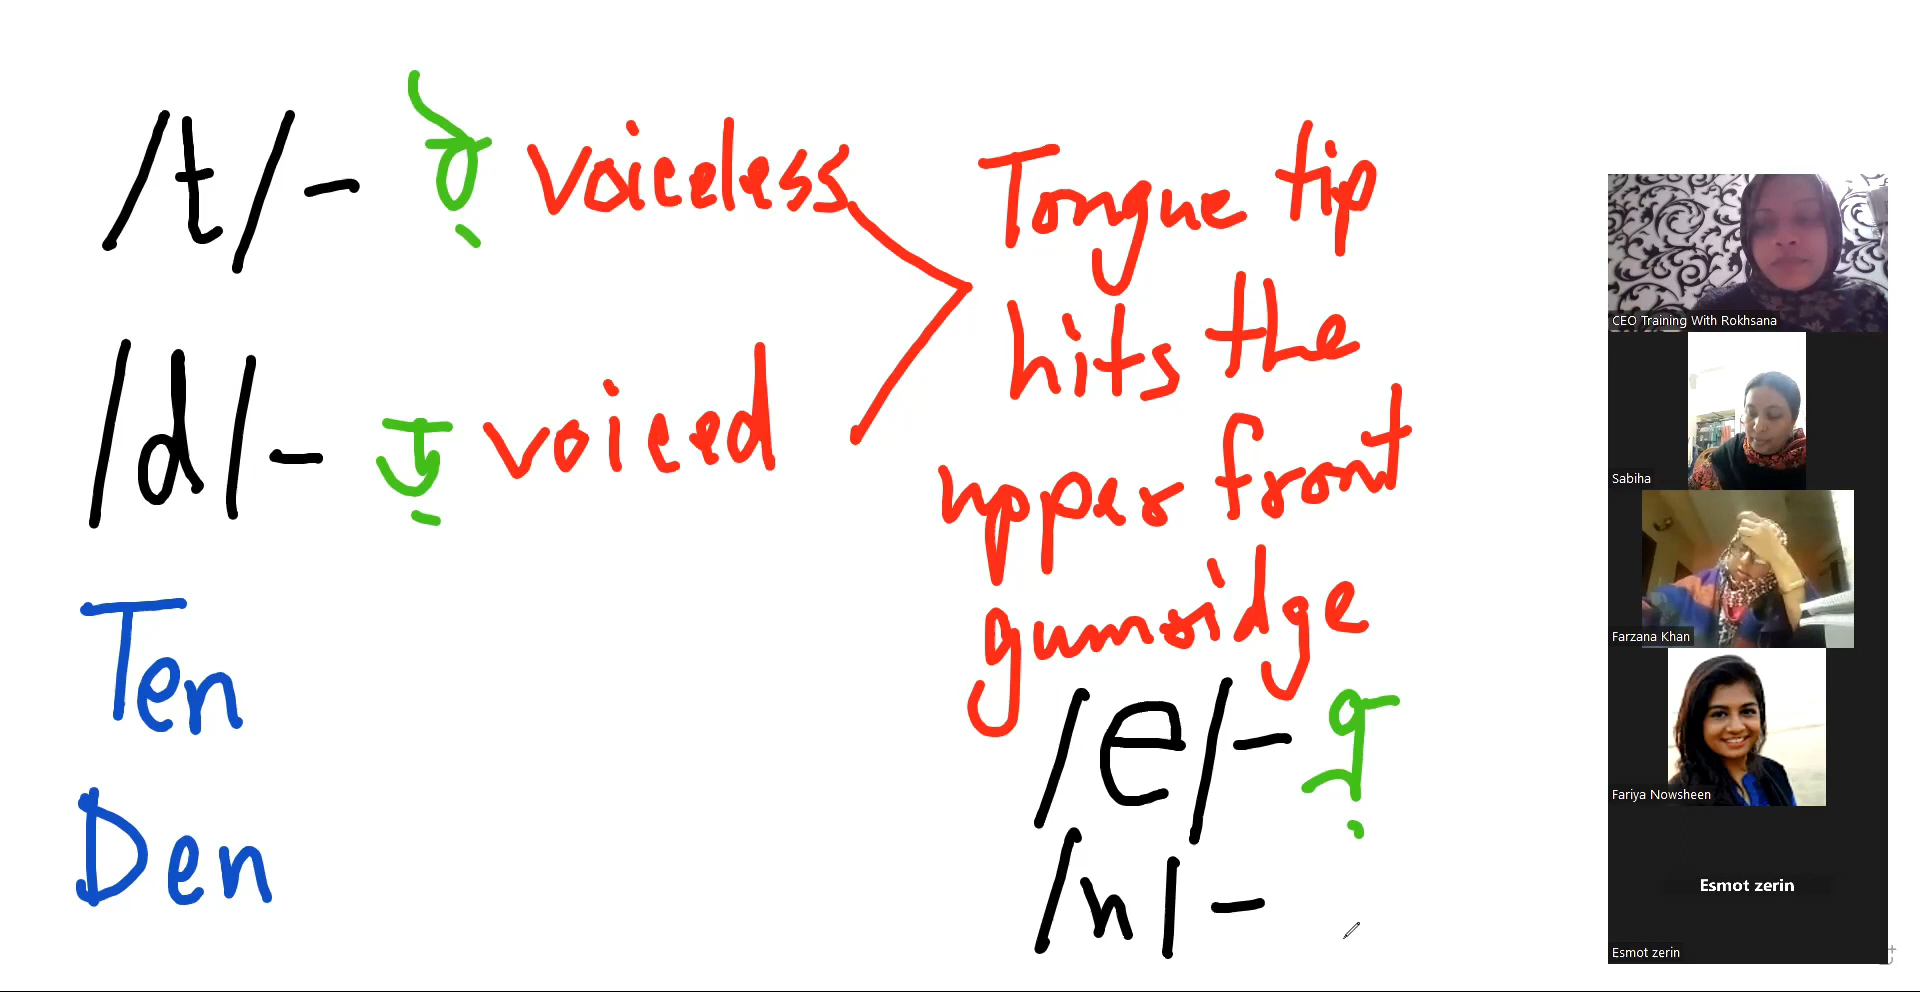 /t/ - ট্ voiceless
/d/ - ড্ voiced
Tongue tip
hits the
upper front
gumridge
Ten
Den
/e/ -
/n/ -
CEO Training With Rokhsana
Sabiha
Farzana Khan
Fariya Nowsheen
Esmot zerin
Esmot zerin